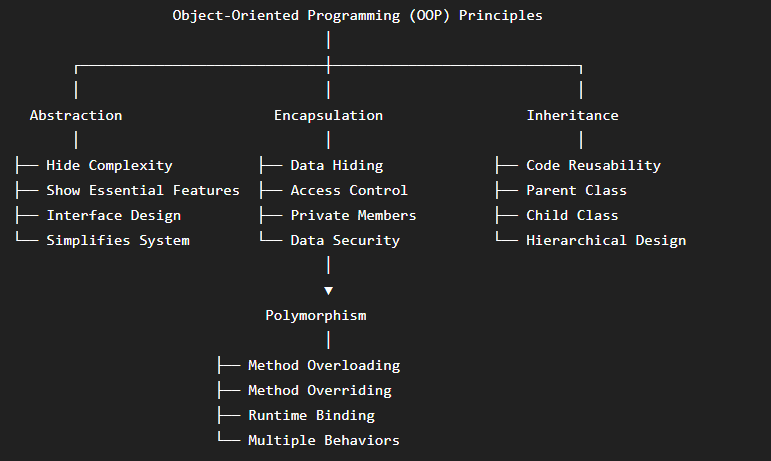 Object-Oriented Programming (OOP) Principles
Abstraction Encapsulation Inheritance
Hide Complexity Data Hiding Code Reusability
Show Essential Features Access Control Parent Class
Interface Design Private Members Child Class
Simplifies System Data Security Hierarchical Design
Polymorphism
Method Overloading
Method Overriding
Runtime Binding
Multiple Behaviors